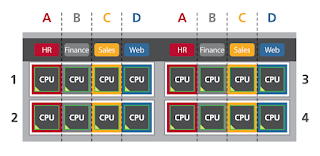 A B C D A B C D
HR Finance Sales Web HR Finance Sales Web
1 CPU CPU CPU CPU CPU CPU CPU CPU 3
2 CPU CPU CPU CPU CPU CPU CPU CPU 4